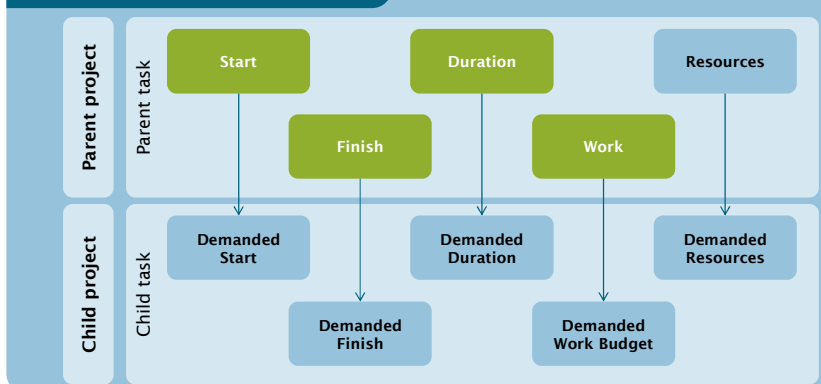 Parent project
Parent task
Start
Duration
Resources
Finish
Work
Child project
Child task
Demanded
Start
Demanded
Duration
Demanded
Resources
Demanded
Finish
Demanded
Work Budget